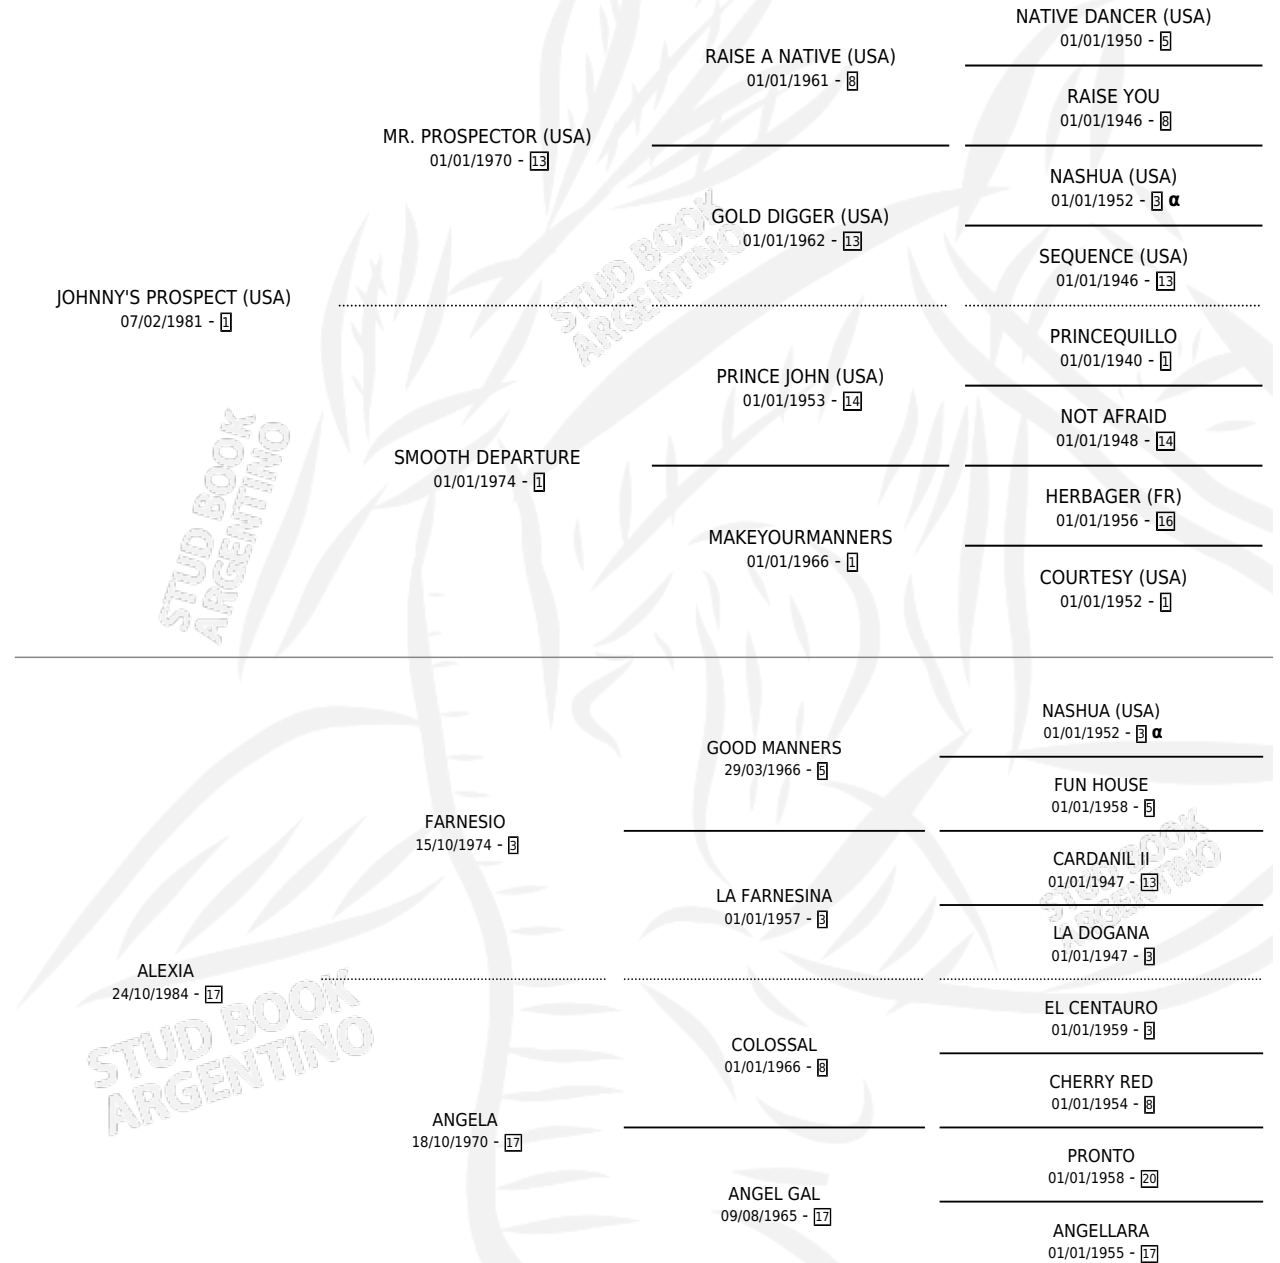 NATIVE DANCER (USA)
01/01/1950 - 5
RAISE A NATIVE (USA)
01/01/1961 - 8
RAISE YOU
01/01/1946 - 8
MR. PROSPECTOR (USA)
01/01/1970 - 13
NASHUA (USA)
01/01/1952 - 3 α
GOLD DIGGER (USA)
01/01/1962 - 13
SEQUENCE (USA)
01/01/1946 - 13
JOHNNY'S PROSPECT (USA)
07/02/1981 - 1
PRINCEQUILLO
01/01/1940 - 1
PRINCE JOHN (USA)
01/01/1953 - 14
NOT AFRAID
01/01/1948 - 14
SMOOTH DEPARTURE
01/01/1974 - 1
HERBAGER (FR)
01/01/1956 - 16
MAKEYOURMANNERS
01/01/1966 - 1
COURTESY (USA)
01/01/1952 - 1
NASHUA (USA)
01/01/1952 - 3 α
GOOD MANNERS
29/03/1966 - 5
FUN HOUSE
01/01/1958 - 5
FARNESIO
15/10/1974 - 3
CARDANIL II
01/01/1947 - 13
LA FARNESINA
01/01/1957 - 3
LA DOGANA
01/01/1947 - 3
ALEXIA
24/10/1984 - 17
EL CENTAURO
01/01/1959 - 3
COLOSSAL
01/01/1966 - 8
CHERRY RED
01/01/1954 - 8
ANGELA
18/10/1970 - 17
PRONTO
01/01/1958 - 20
ANGEL GAL
09/08/1965 - 17
ANGELLARA
01/01/1955 - 17
STUD BOOK
ARGENTINO
STUD BOOK
ARGENTINO
STUD BOOK
ARGENTINO
STUD BOOK
ARGENTINO